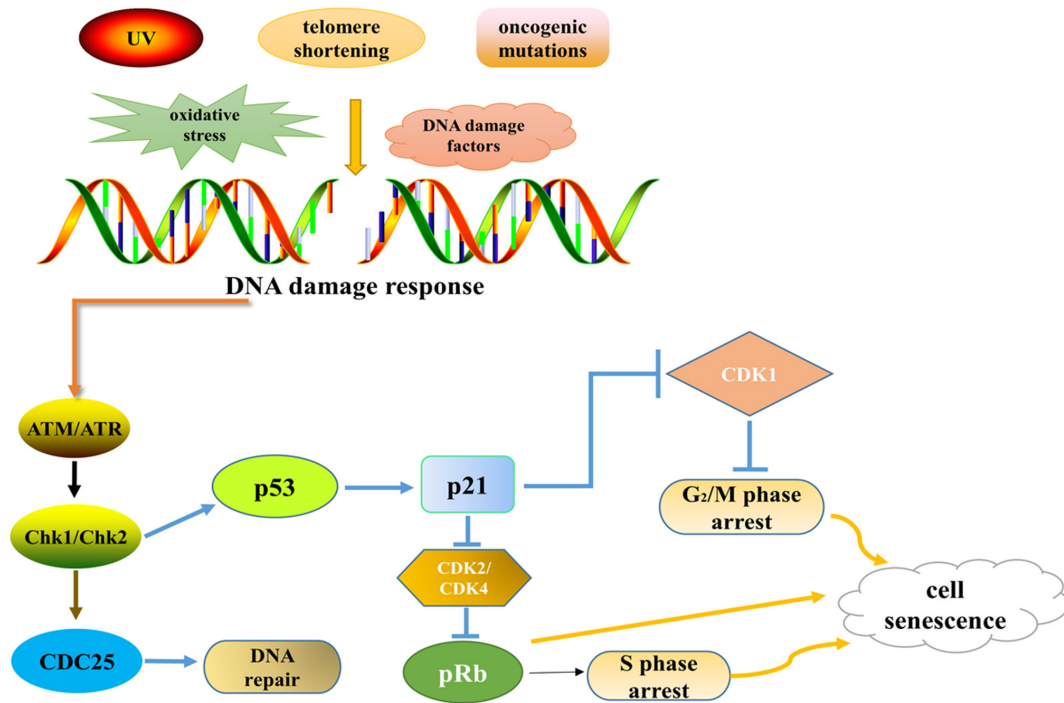 UV
telomere
shortening
oncogenic
mutations
oxidative
stress
DNA damage
factors
DNA damage response
CDK1
ATM/ATR
p53
p21
G₂/M phase
arrest
Chk1/Chk2
CDK2/
CDK4
cell
senescence
CDC25
DNA
repair
pRb
S phase
arrest